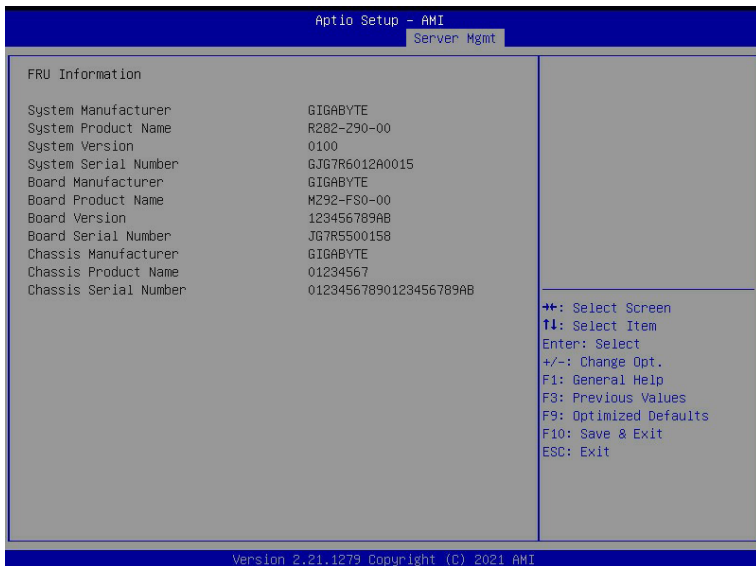 Aptio Setup – AMI
Server Mgmt
FRU Information
System Manufacturer GIGABYTE
System Product Name R282-Z90-00
System Version 0100
System Serial Number GJG7R6012A0015
Board Manufacturer GIGABYTE
Board Product Name MZ92-FS0-00
Board Version 123456789AB
Board Serial Number JG7R5500158
Chassis Manufacturer GIGABYTE
Chassis Product Name 01234567
Chassis Serial Number 01234567890123456789AB
→←: Select Screen
↑↓: Select Item
Enter: Select
+/-: Change Opt.
F1: General Help
F3: Previous Values
F9: Optimized Defaults
F10: Save & Exit
ESC: Exit
Version 2.21.1279 Copyright (C) 2021 AMI